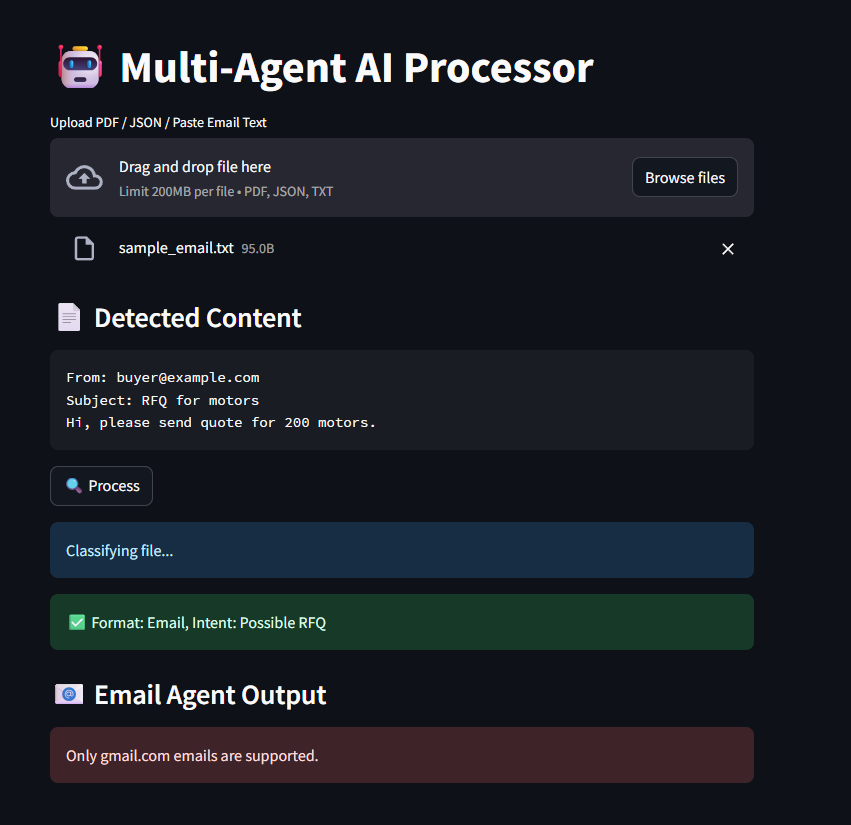 Multi-Agent AI Processor
Upload PDF / JSON / Paste Email Text
Drag and drop file here
Limit 200MB per file • PDF, JSON, TXT
Browse files
sample_email.txt 95.0B
Detected Content
From: buyer@example.com
Subject: RFQ for motors
Hi, please send quote for 200 motors.
Process
Classifying file...
Format: Email, Intent: Possible RFQ
Email Agent Output
Only gmail.com emails are supported.